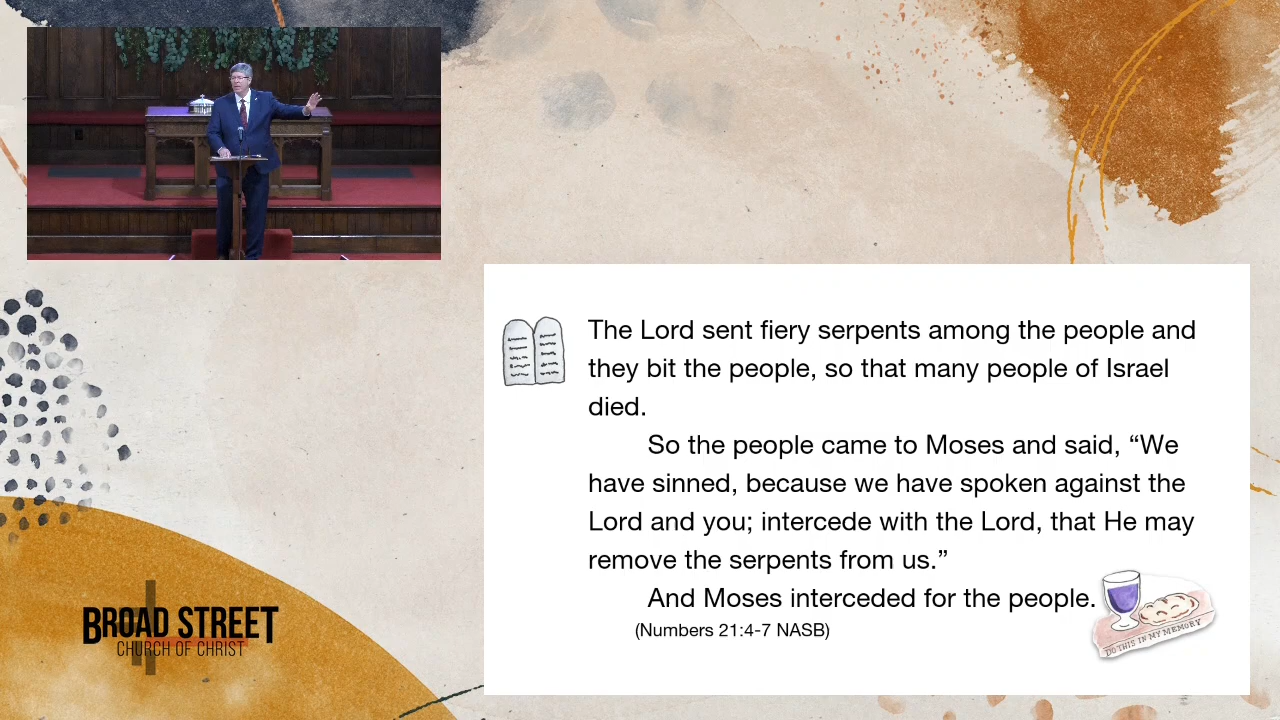 The Lord sent fiery serpents among the people and
they bit the people, so that many people of Israel
died.
So the people came to Moses and said, “We
have sinned, because we have spoken against the
Lord and you; intercede with the Lord, that He may
remove the serpents from us.”
And Moses interceded for the people.
(Numbers 21:4-7 NASB)
DO THIS IN MY MEMORY
BROAD STREET
CHURCH OF CHRIST